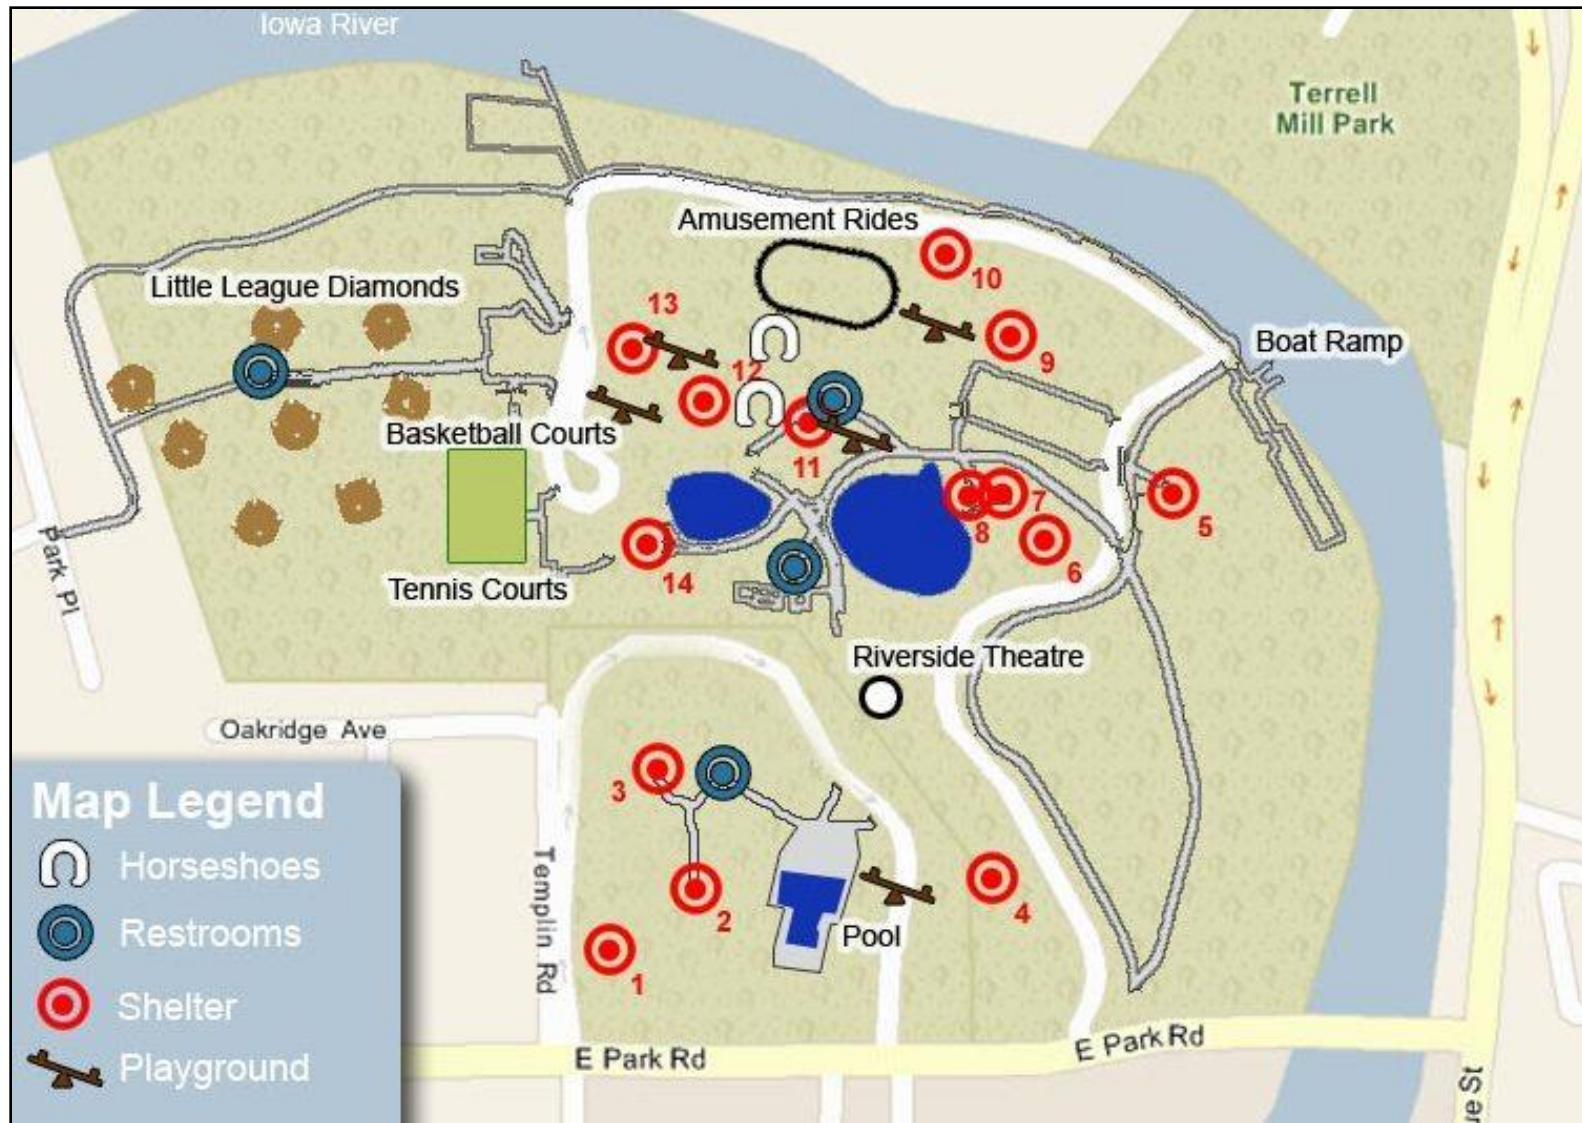 Iowa River
Terrell
Mill Park
Amusement Rides
10
Little League Diamonds
13
9
Boat Ramp
12
Basketball Courts
11
7
8
5
6
Park Pl
14
Tennis Courts
Riverside Theatre
Oakridge Ave
3
Templin Rd
2
4
Pool
1
Map Legend
Horseshoes
Restrooms
Shelter
Playground
E Park Rd
E Park Rd
ue St